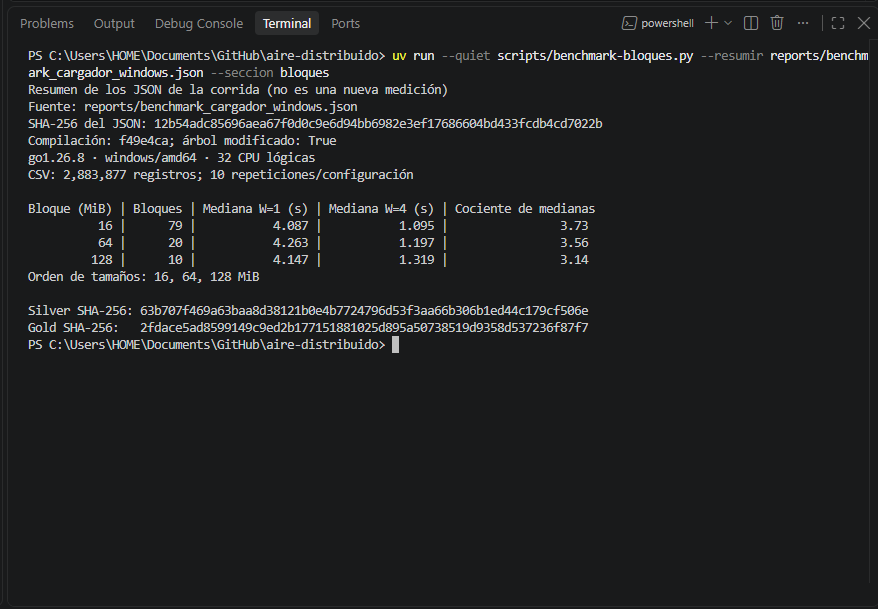 Problems Output Debug Console Terminal Ports powershell
PS C:\Users\HOME\Documents\GitHub\aire-distribuido> uv run --quiet scripts/benchmark-bloques.py --resumir reports/benchm
ark_cargador_windows.json --seccion bloques
Resumen de los JSON de la corrida (no es una nueva medición)
Fuente: reports/benchmark_cargador_windows.json
SHA-256 del JSON: 12b54adc85696aea67f0d0c9e6d94bb6982e3ef17686604bd433fcdb4cd7022b
Compilación: f49e4ca; árbol modificado: True
go1.26.8 · windows/amd64 · 32 CPU lógicas
CSV: 2,883,877 registros; 10 repeticiones/configuración
Bloque (MiB) | Bloques | Mediana W=1 (s) | Mediana W=4 (s) | Cociente de medianas
16 | 79 | 4.087 | 1.095 | 3.73
64 | 20 | 4.263 | 1.197 | 3.56
128 | 10 | 4.147 | 1.319 | 3.14
Orden de tamaños: 16, 64, 128 MiB
Silver SHA-256: 63b707f469a63baa8d38121b0e4b7724796d53f3aa66b306b1ed44c179cf506e
Gold SHA-256: 2fdace5ad8599149c9ed2b177151881025d895a50738519d9358d537236f87f7
PS C:\Users\HOME\Documents\GitHub\aire-distribuido>